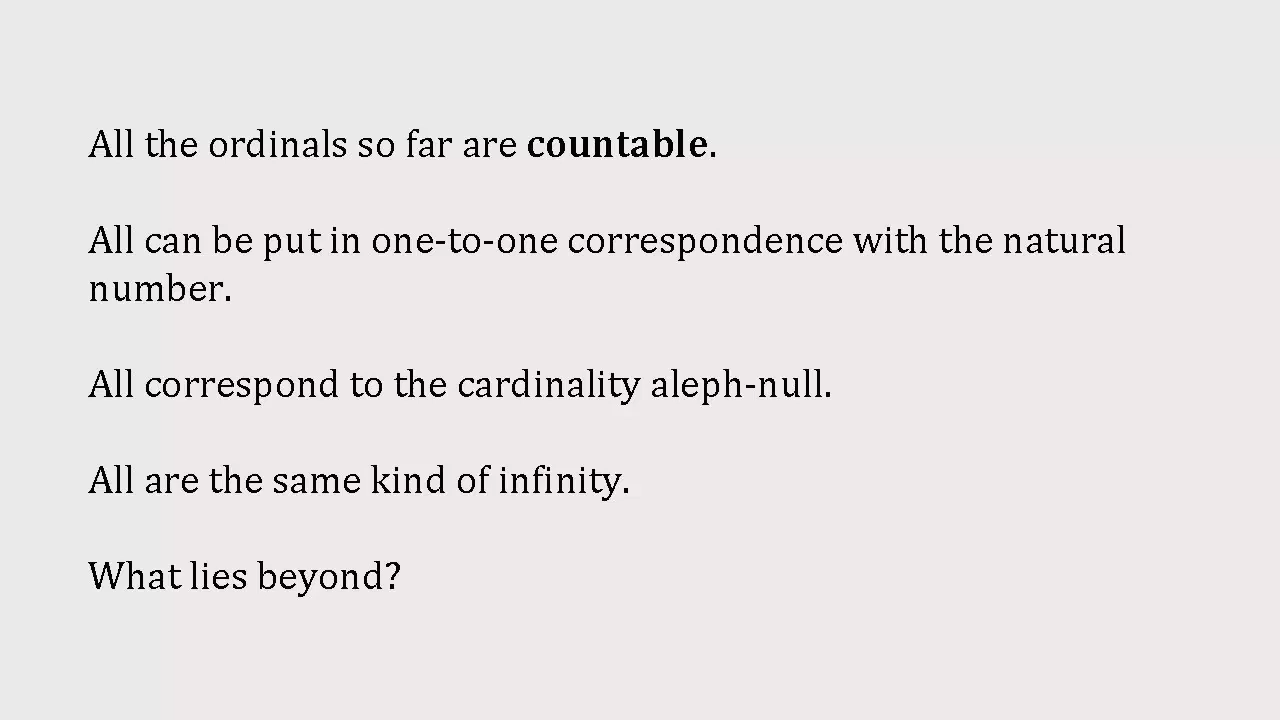 All the ordinals so far are countable.
All can be put in one-to-one correspondence with the natural
number.
All correspond to the cardinality aleph-null.
All are the same kind of infinity.
What lies beyond?